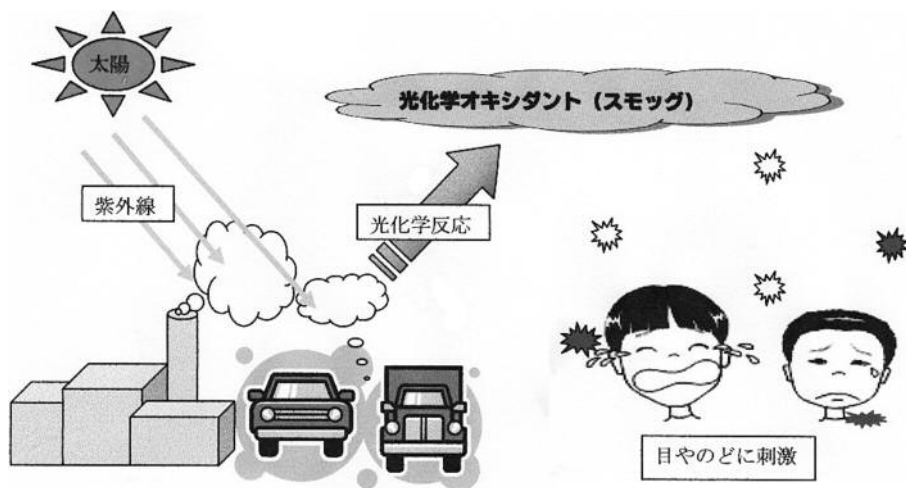 太陽
光化学オキシダント（スモッグ）
紫外線
光化学反応
目やのどに刺激